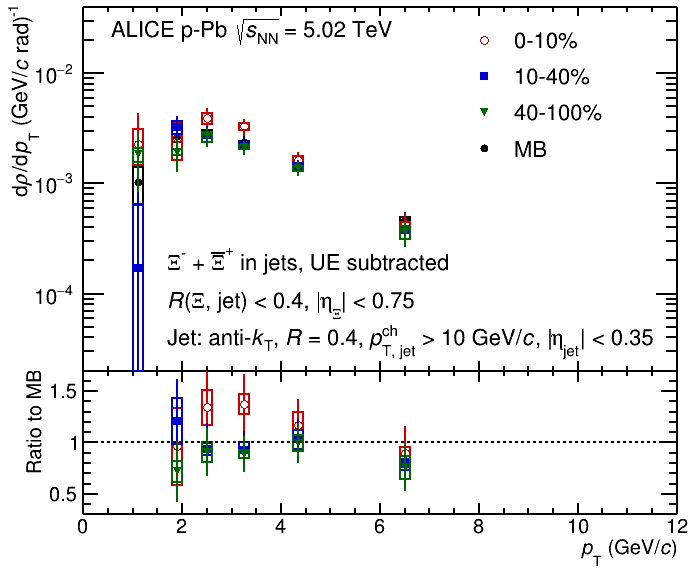 ALICE p-Pb √s_NN = 5.02 TeV
0-10%
10-40%
40-100%
MB
dρ/dp_T (GeV/c rad)⁻¹
10⁻²
10⁻³
10⁻⁴
Ξ⁻ + Ξ̅⁺ in jets, UE subtracted
R(Ξ, jet) < 0.4, |η_Ξ| < 0.75
Jet: anti-k_T, R = 0.4, p_T, jet^ch > 10 GeV/c, |η_jet| < 0.35
Ratio to MB
1.5
1
0.5
0 2 4 6 8 10 12
p_T (GeV/c)